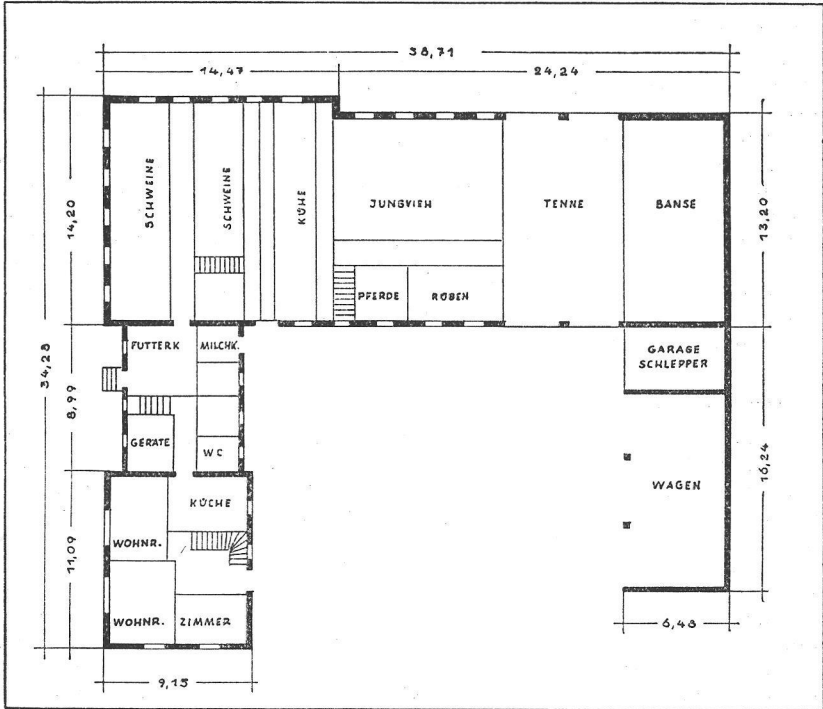 38,71
14,47
24,24
SCHWEINE
SCHWEINE
KÜHE
JUNGVIEH
TENNE
BANSE
14,20
13,20
34,28
PFERDE
RÜBEN
FUTTERK
MILCHK.
GARAGE
SCHLEPPER
8,99
GERÄTE
WC
16,24
WAGEN
KÜCHE
WOHNR.
11,09
WOHNR.
ZIMMER
6,48
9,15